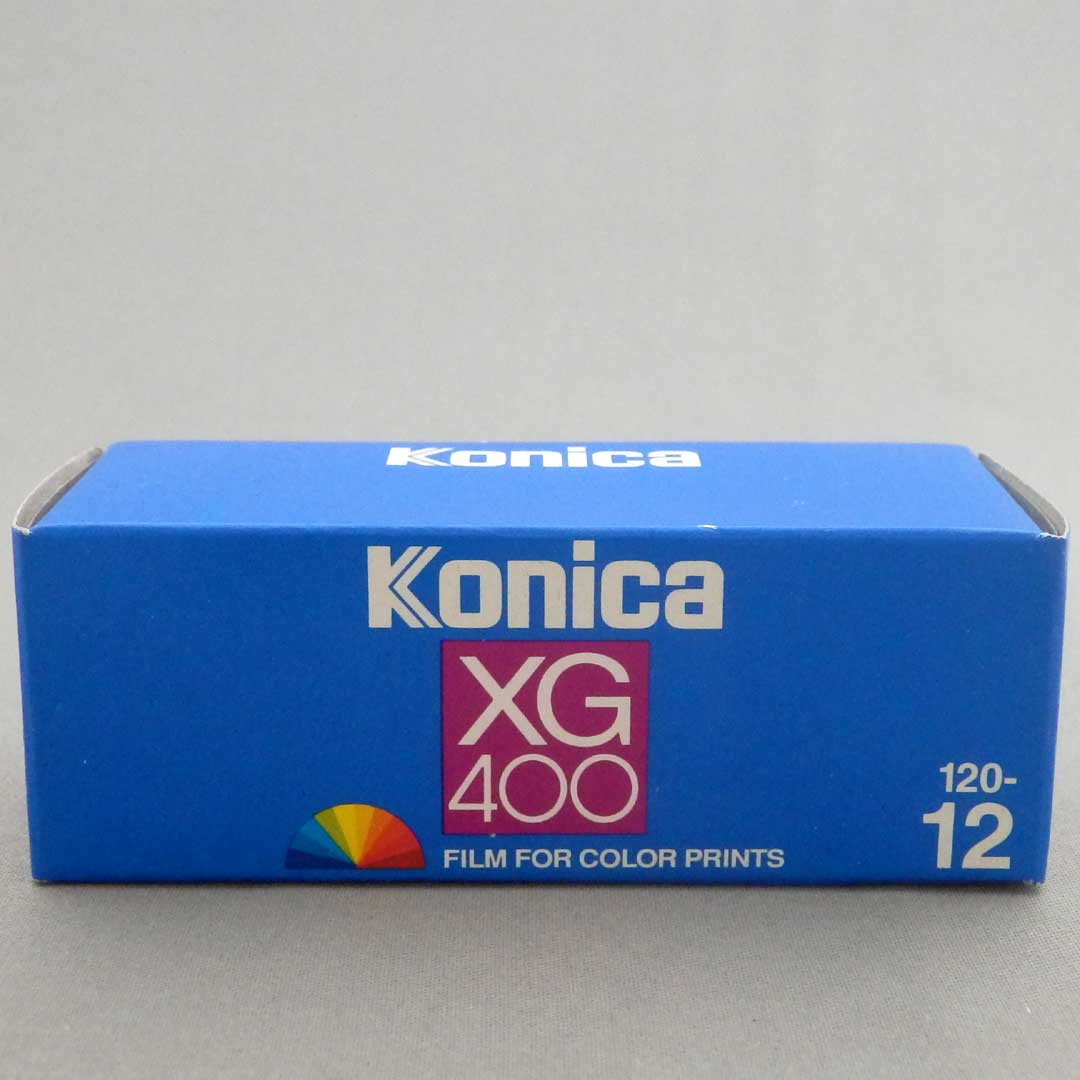 Konica
Konica
XG
400
FILM FOR COLOR PRINTS
120-
12